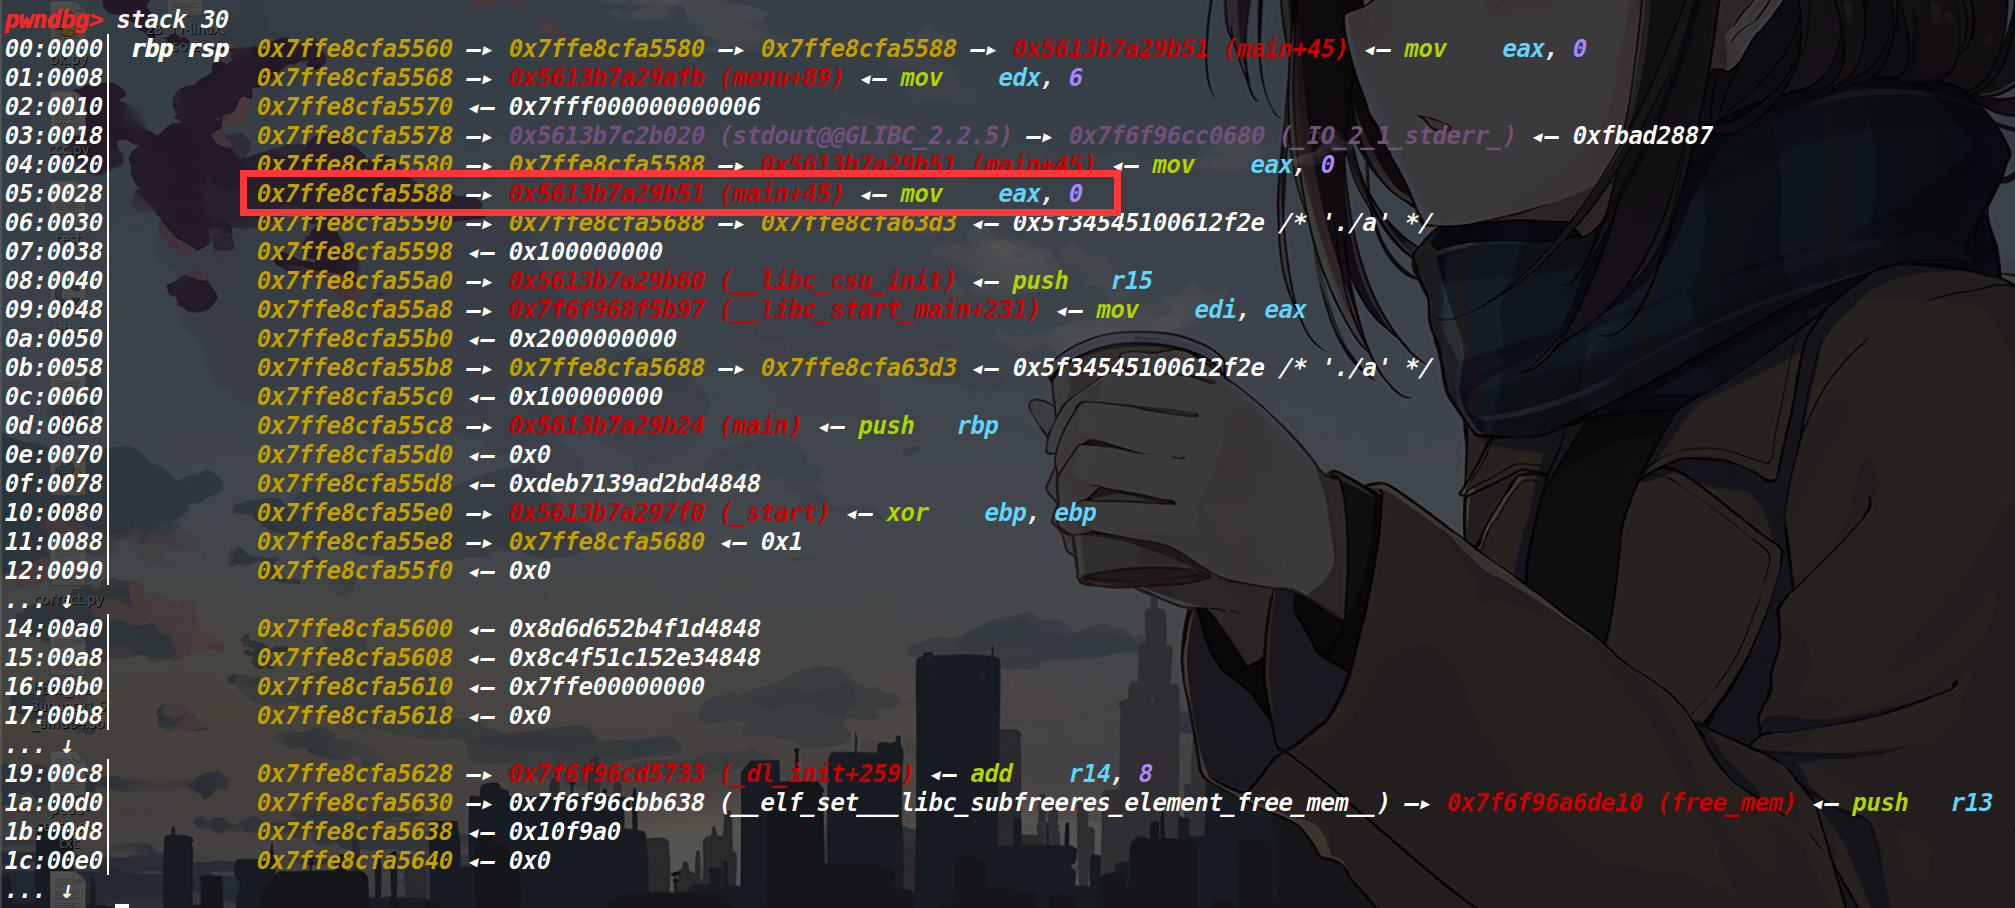 pwndbg> stack 30
00:0000│ rbp rsp 0x7ffe8cfa5560 —▸ 0x7ffe8cfa5580 —▸ 0x7ffe8cfa5588 —▸ 0x5613b7a29b51 (main+45) ◂— mov eax, 0
01:0008│ 0x7ffe8cfa5568 —▸ 0x5613b7a29afb (menu+89) ◂— mov edx, 6
02:0010│ 0x7ffe8cfa5570 ◂— 0x7fff000000000006
03:0018│ 0x7ffe8cfa5578 —▸ 0x5613b7c2b020 (stdout@@GLIBC_2.2.5) —▸ 0x7f6f96cc0680 (_IO_2_1_stderr_) ◂— 0xfbad2887
04:0020│ 0x7ffe8cfa5580 —▸ 0x7ffe8cfa5588 —▸ 0x5613b7a29b51 (main+45) ◂— mov eax, 0
05:0028│ 0x7ffe8cfa5588 —▸ 0x5613b7a29b51 (main+45) ◂— mov eax, 0
06:0030│ 0x7ffe8cfa5590 —▸ 0x7ffe8cfa5688 —▸ 0x7ffe8cfa63d3 ◂— 0x5f34545100612f2e /* './a' */
07:0038│ 0x7ffe8cfa5598 ◂— 0x100000000
08:0040│ 0x7ffe8cfa55a0 —▸ 0x5613b7a29b60 (__libc_csu_init) ◂— push r15
09:0048│ 0x7ffe8cfa55a8 —▸ 0x7f6f968f5b97 (__libc_start_main+231) ◂— mov edi, eax
0a:0050│ 0x7ffe8cfa55b0 ◂— 0x2000000000
0b:0058│ 0x7ffe8cfa55b8 —▸ 0x7ffe8cfa5688 —▸ 0x7ffe8cfa63d3 ◂— 0x5f34545100612f2e /* './a' */
0c:0060│ 0x7ffe8cfa55c0 ◂— 0x100000000
0d:0068│ 0x7ffe8cfa55c8 —▸ 0x5613b7a29b24 (main) ◂— push rbp
0e:0070│ 0x7ffe8cfa55d0 ◂— 0x0
0f:0078│ 0x7ffe8cfa55d8 ◂— 0xdeb7139ad2bd4848
10:0080│ 0x7ffe8cfa55e0 —▸ 0x5613b7a297f0 (_start) ◂— xor ebp, ebp
11:0088│ 0x7ffe8cfa55e8 —▸ 0x7ffe8cfa5680 ◂— 0x1
12:0090│ 0x7ffe8cfa55f0 ◂— 0x0
... ↓
correct.py
14:00a0│ 0x7ffe8cfa5600 ◂— 0x8d6d652b4f1d4848
15:00a8│ 0x7ffe8cfa5608 ◂— 0x8c4f51c152e34848
16:00b0│ 0x7ffe8cfa5610 ◂— 0x7ffe00000000
17:00b8│ 0x7ffe8cfa5618 ◂— 0x0
... ↓
19:00c8│ 0x7ffe8cfa5628 —▸ 0x7f6f96cd5733 (_dl_init+259) ◂— add r14, 8
1a:00d0│ 0x7ffe8cfa5630 —▸ 0x7f6f96cbb638 (__elf_set___libc_subfreeres_element_free_mem__) —▸ 0x7f6f96a6de10 (free_mem) ◂— push r13
1b:00d8│ 0x7ffe8cfa5638 ◂— 0x10f9a0
1c:00e0│ 0x7ffe8cfa5640 ◂— 0x0
... ↓